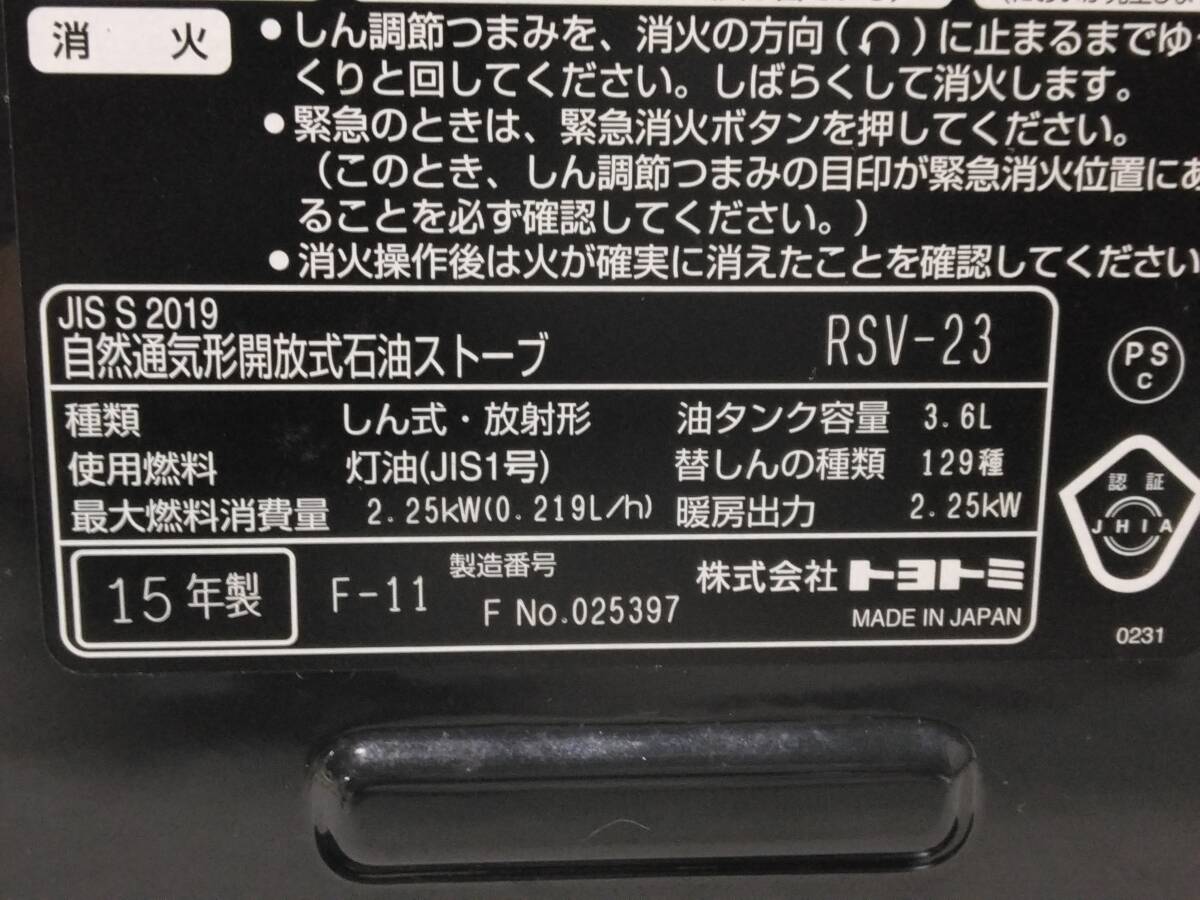 消火
●しん調節つまみを、消火の方向(↶)に止まるまでゆっ
くりと回してください。しばらくして消火します。
●緊急のときは、緊急消火ボタンを押してください。
(このとき、しん調節つまみの目印が緊急消火位置にあ
ることを必ず確認してください。)
●消火操作後は火が確実に消えたことを確認してください
JIS S 2019
自然通気形開放式石油ストーブ RSV-23
種類 しん式・放射形 油タンク容量 3.6L
使用燃料 灯油(JIS1号) 替しんの種類 129種
最大燃料消費量 2.25kW(0.219L/h) 暖房出力 2.25kW
15年製 F-11 製造番号
F No.025397
株式会社トヨトミ
MADE IN JAPAN
PS
C
認証
JHIA
0231